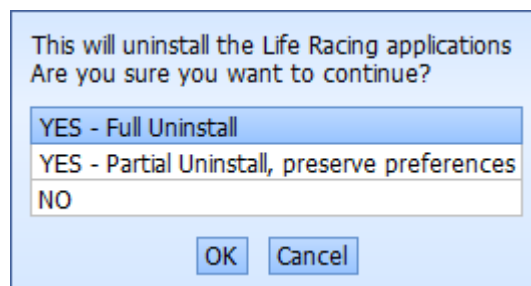 This will uninstall the Life Racing applications
Are you sure you want to continue?
YES - Full Uninstall
YES - Partial Uninstall, preserve preferences
NO
OK
Cancel